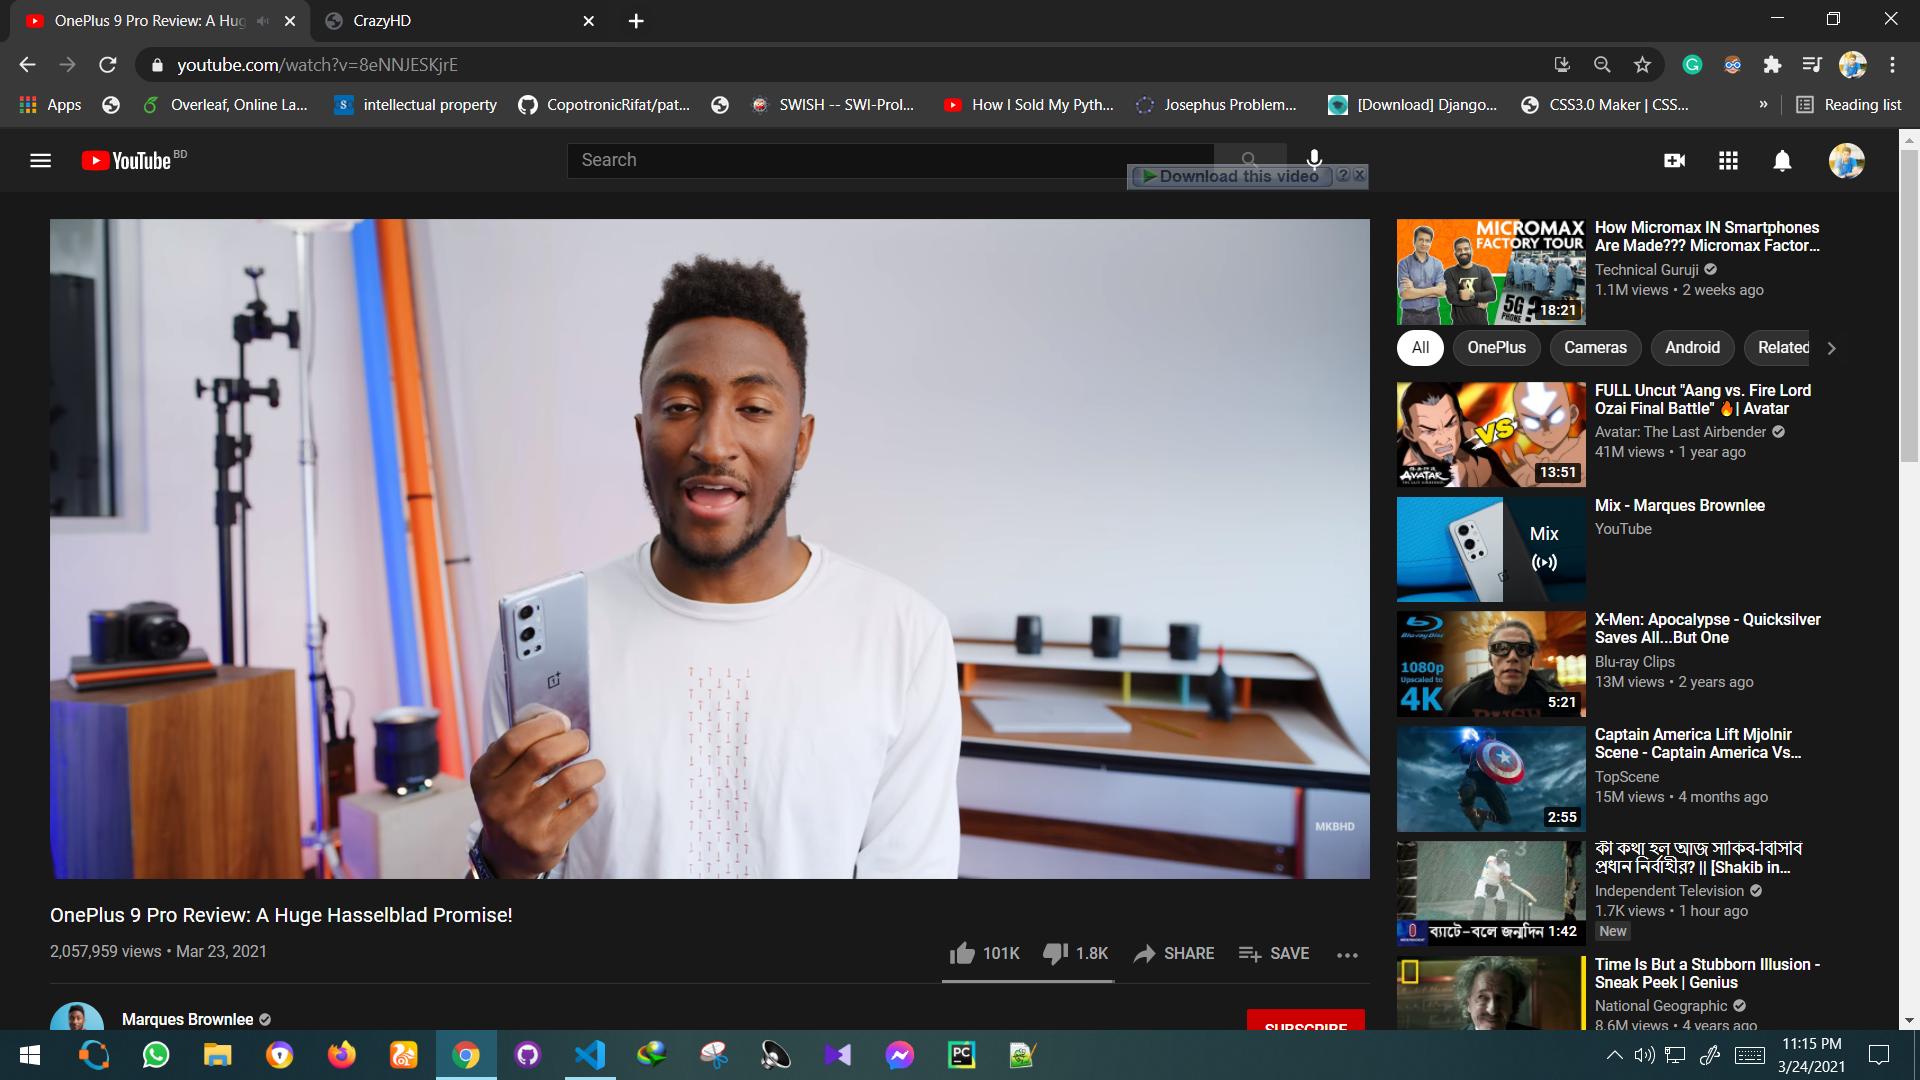 OnePlus 9 Pro Review: A Hug
CrazyHD
youtube.com/watch?v=8eNNJESKjrE
Apps
Overleaf, Online La...
intellectual property
CopotronicRifat/pat...
SWISH -- SWI-Prol...
How I Sold My Pyth...
Josephus Problem...
[Download] Django...
CSS3.0 Maker | CSS...
»
Reading list
YouTube BD
Search
Download this video
MKBHD
OnePlus 9 Pro Review: A Huge Hasselblad Promise!
2,057,959 views • Mar 23, 2021
101K
1.8K
SHARE
SAVE
Marques Brownlee
SUBSCRIBE
MICROMAX
FACTORY TOUR
5G ?
PHONE
18:21
How Micromax IN Smartphones
Are Made??? Micromax Factor...
Technical Guruji
1.1M views • 2 weeks ago
All
OnePlus
Cameras
Android
Related
VS
AVATAR
13:51
FULL Uncut "Aang vs. Fire Lord
Ozai Final Battle" 🔥| Avatar
Avatar: The Last Airbender
41M views • 1 year ago
Mix
Mix - Marques Brownlee
YouTube
Blu-ray Disc
1080p
Upscaled to
4K
5:21
X-Men: Apocalypse - Quicksilver
Saves All...But One
Blu-ray Clips
13M views • 2 years ago
2:55
Captain America Lift Mjolnir
Scene - Captain America Vs...
TopScene
15M views • 4 months ago
ব্যাটে-বলে জন্মদিন
1:42
কী কথা হল আজ সাকিব-বিসিবি
প্রধান নির্বাহীর? || [Shakib in...
Independent Television
1.7K views • 1 hour ago
New
Time Is But a Stubborn Illusion -
Sneak Peek | Genius
National Geographic
8.6M views • 4 years ago
PC
11:15 PM
3/24/2021